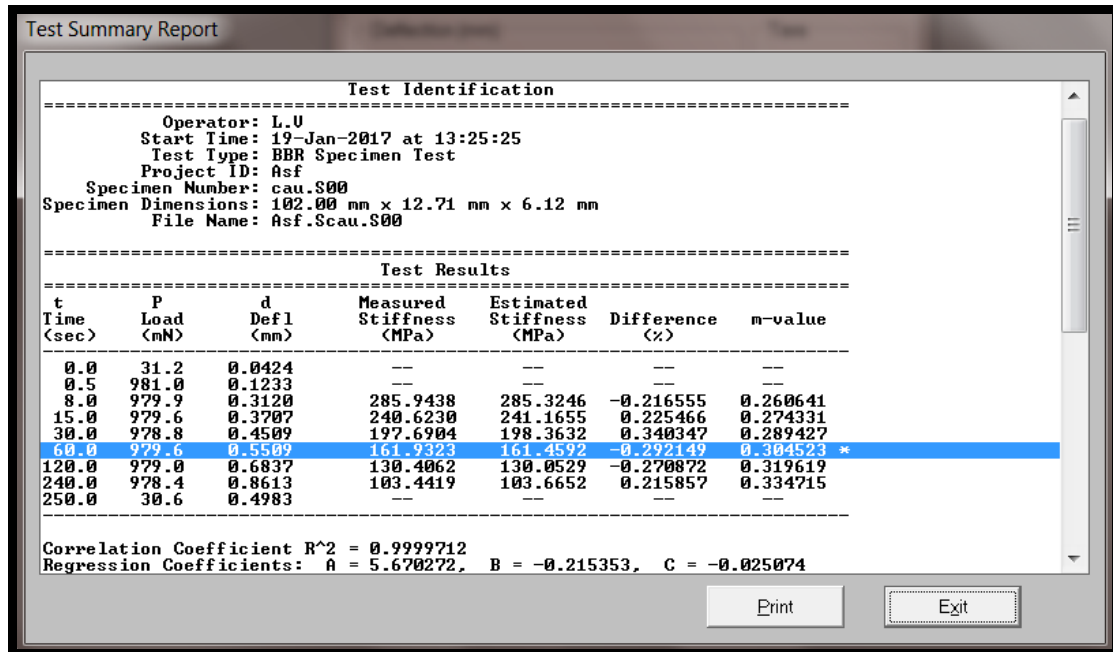 Test Summary Report
Test Identification
===========================================================================
Operator: L.V
Start Time: 19-Jan-2017 at 13:25:25
Test Type: BBR Specimen Test
Project ID: Asf
Specimen Number: cau.S00
Specimen Dimensions: 102.00 mm x 12.71 mm x 6.12 mm
File Name: Asf.Scau.S00
===========================================================================
Test Results
===========================================================================
t P d Measured Estimated
Time Load Defl Stiffness Stiffness Difference m-value
(sec) (mN) (mm) (MPa) (MPa) (%)
---------------------------------------------------------------------------
0.0 31.2 0.0424 -- -- -- --
0.5 981.0 0.1233 -- -- -- --
8.0 979.9 0.3120 285.9438 285.3246 -0.216555 0.260641
15.0 979.6 0.3707 240.6230 241.1655 0.225466 0.274331
30.0 978.8 0.4509 197.6904 198.3632 0.340347 0.289427
60.0 979.6 0.5509 161.9323 161.4592 -0.292149 0.304523 *
120.0 979.0 0.6837 130.4062 130.0529 -0.270872 0.319619
240.0 978.4 0.8613 103.4419 103.6652 0.215857 0.334715
250.0 30.6 0.4983 -- -- -- --
---------------------------------------------------------------------------
Correlation Coefficient R^2 = 0.9999712
Regression Coefficients: A = 5.670272, B = -0.215353, C = -0.025074
Print Exit